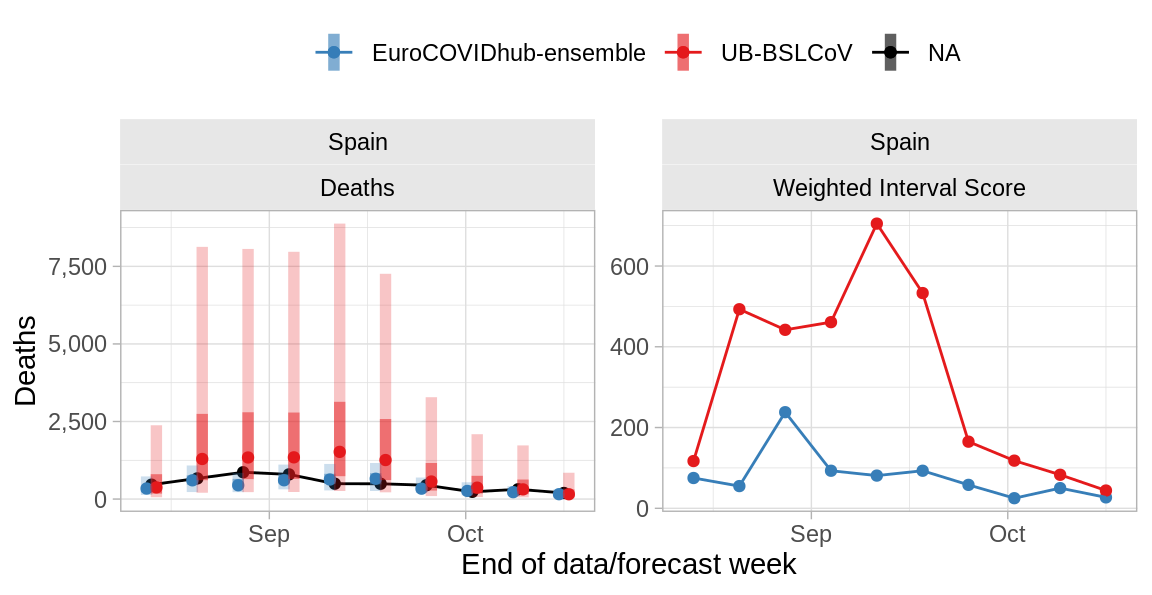 EuroCOVIDhub-ensemble UB-BSLCoV NA
Spain
Deaths
Spain
Weighted Interval Score
Deaths
7,500
5,000
2,500
0
Sep Oct
600
400
200
0
Sep Oct
End of data/forecast week